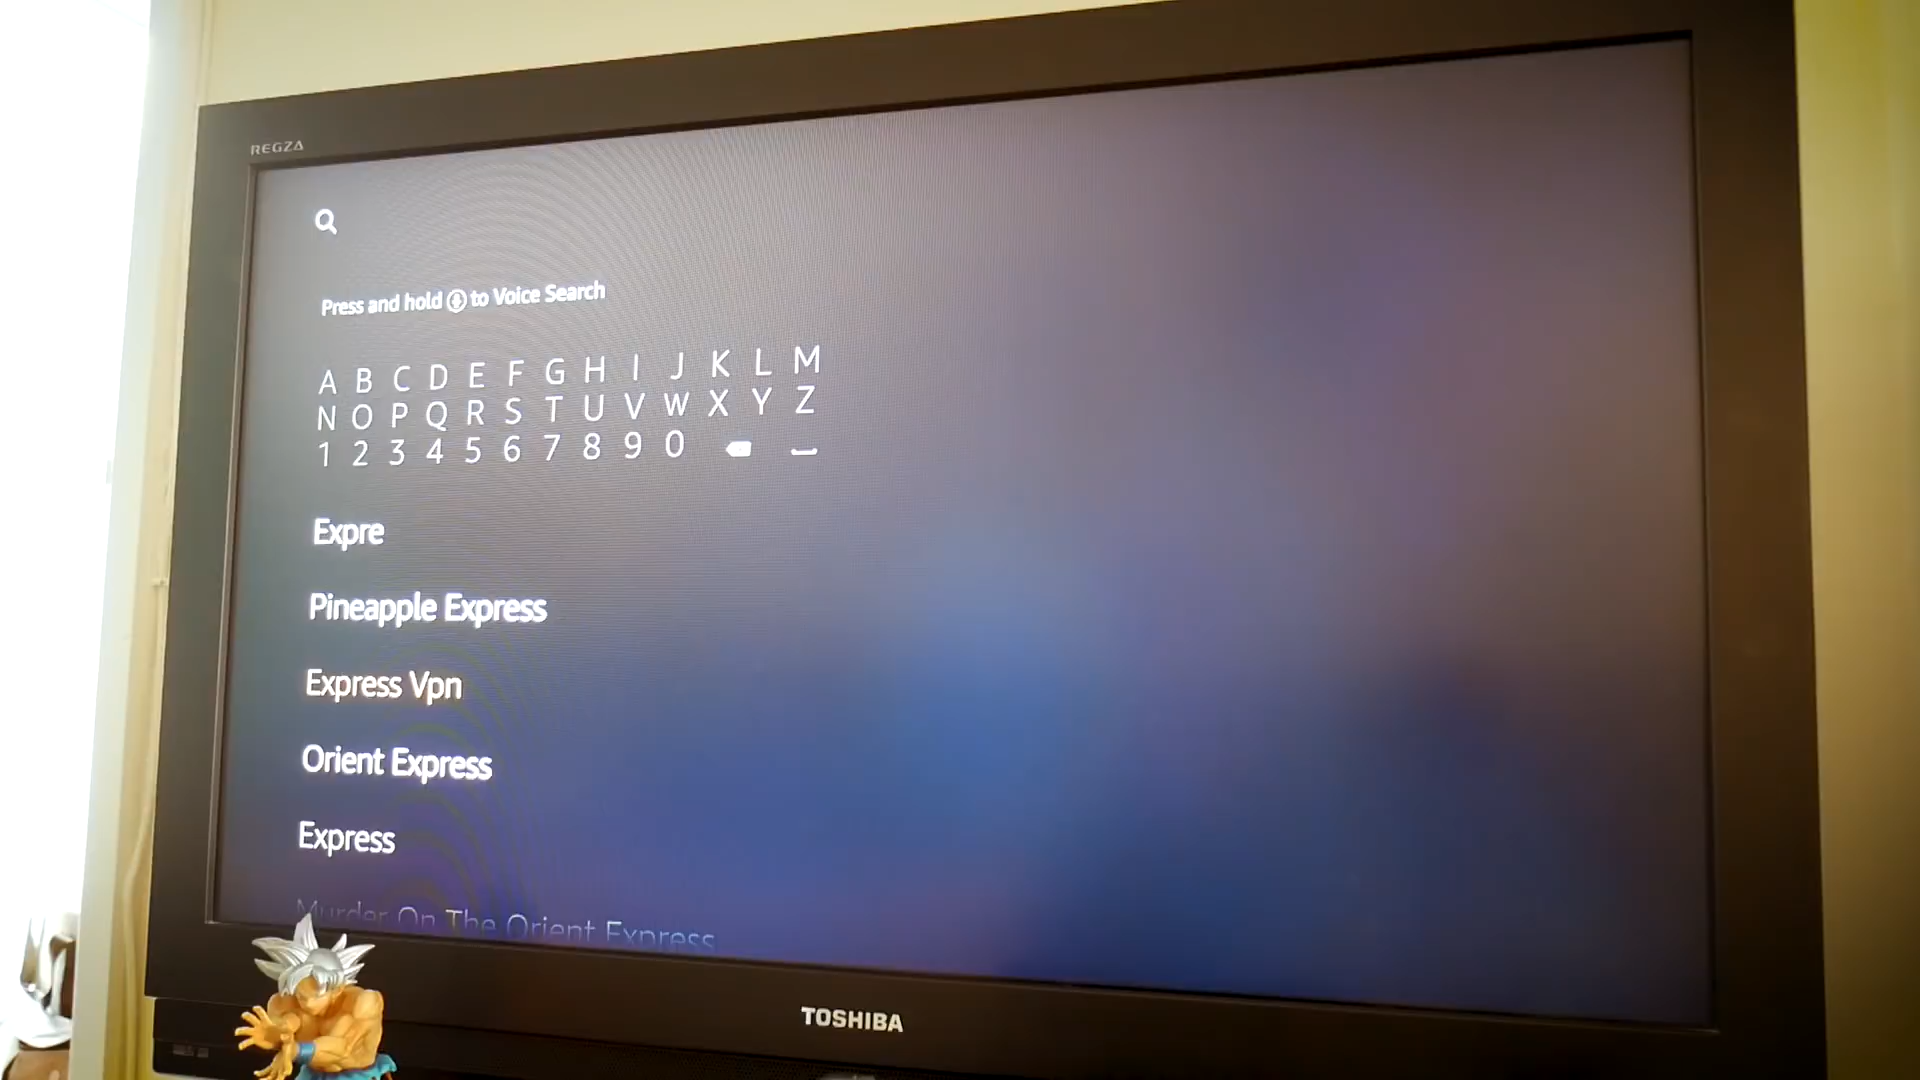 REGZA
Press and hold to Voice Search
A B C D E F G H I J K L M
N O P Q R S T U V W X Y Z
1 2 3 4 5 6 7 8 9 0
Expre
Pineapple Express
Express Vpn
Orient Express
Express
Murder On The Orient Express
TOSHIBA